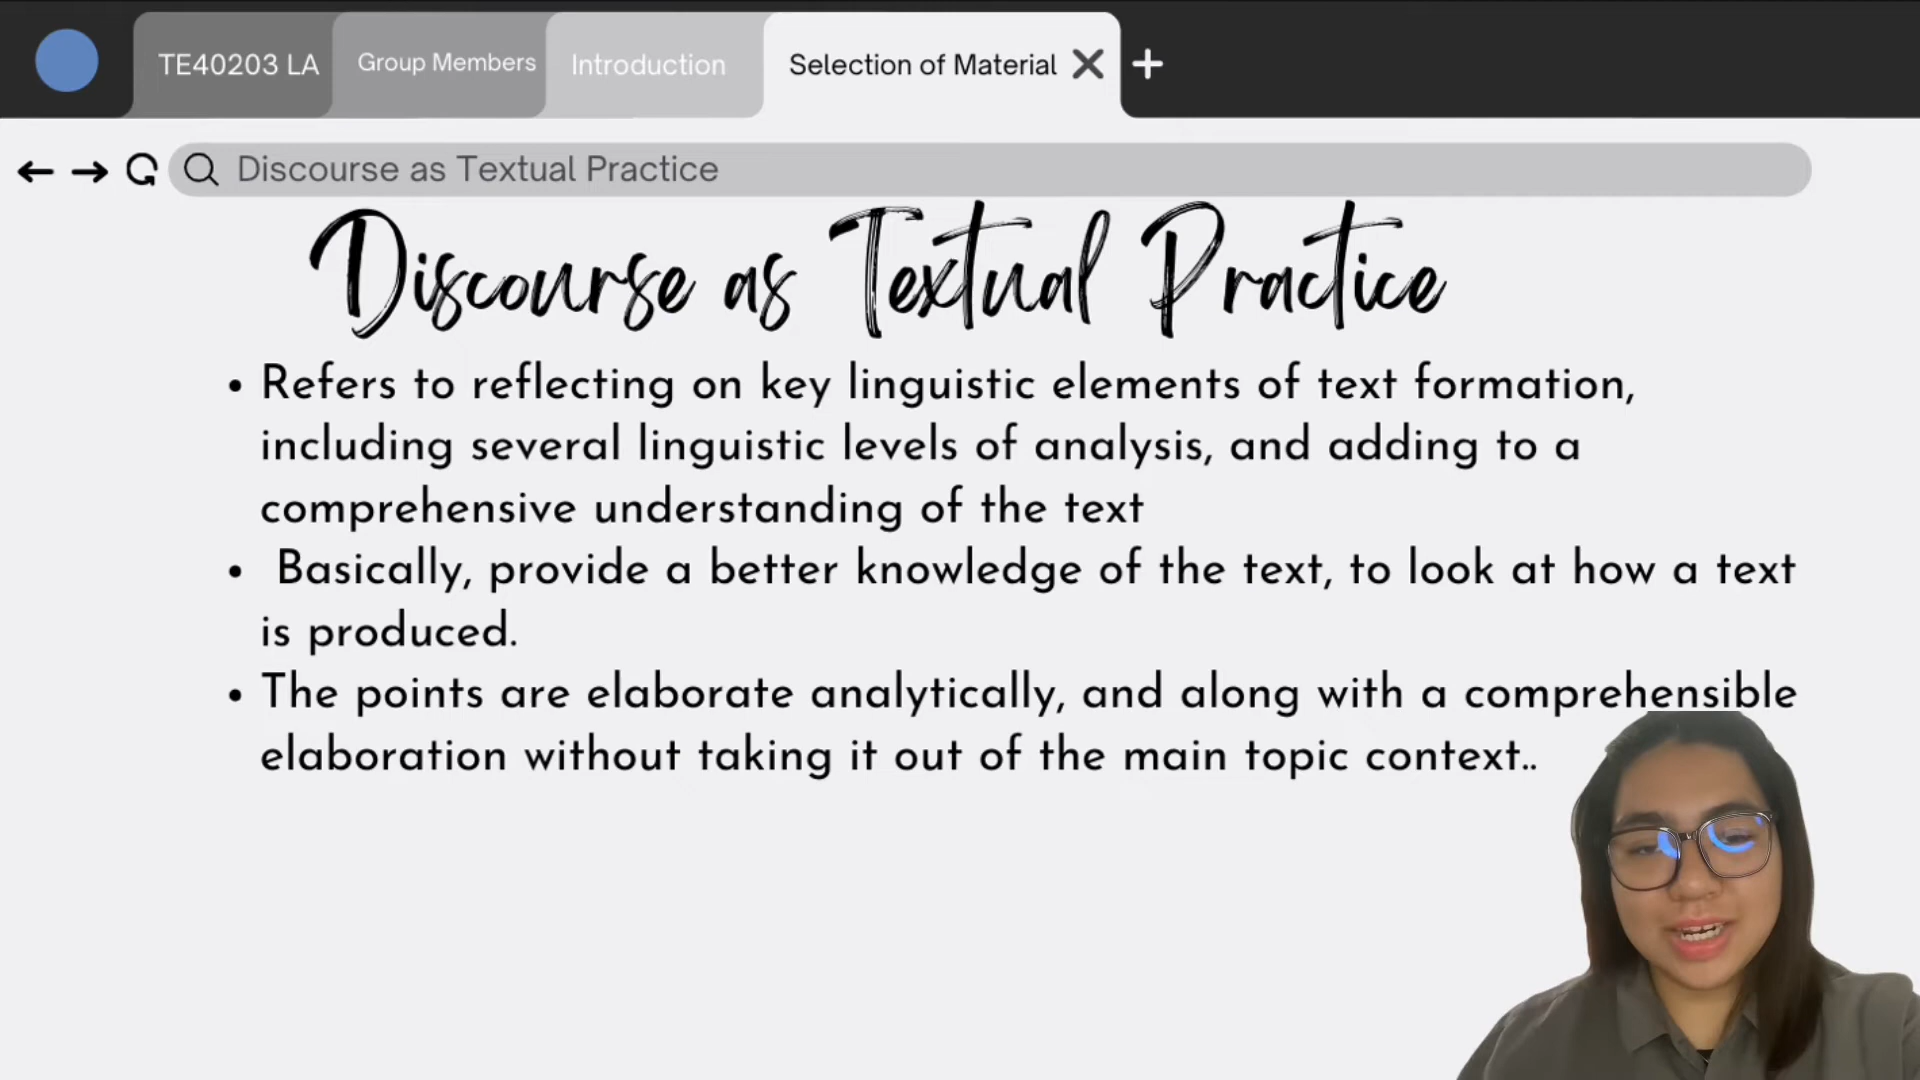 TE40203 LA
Group Members
Introduction
Selection of Material
Discourse as Textual Practice
Discourse as Textual Practice
• Refers to reflecting on key linguistic elements of text formation,
including several linguistic levels of analysis, and adding to a
comprehensive understanding of the text
• Basically, provide a better knowledge of the text, to look at how a text
is produced.
• The points are elaborate analytically, and along with a comprehensible
elaboration without taking it out of the main topic context..